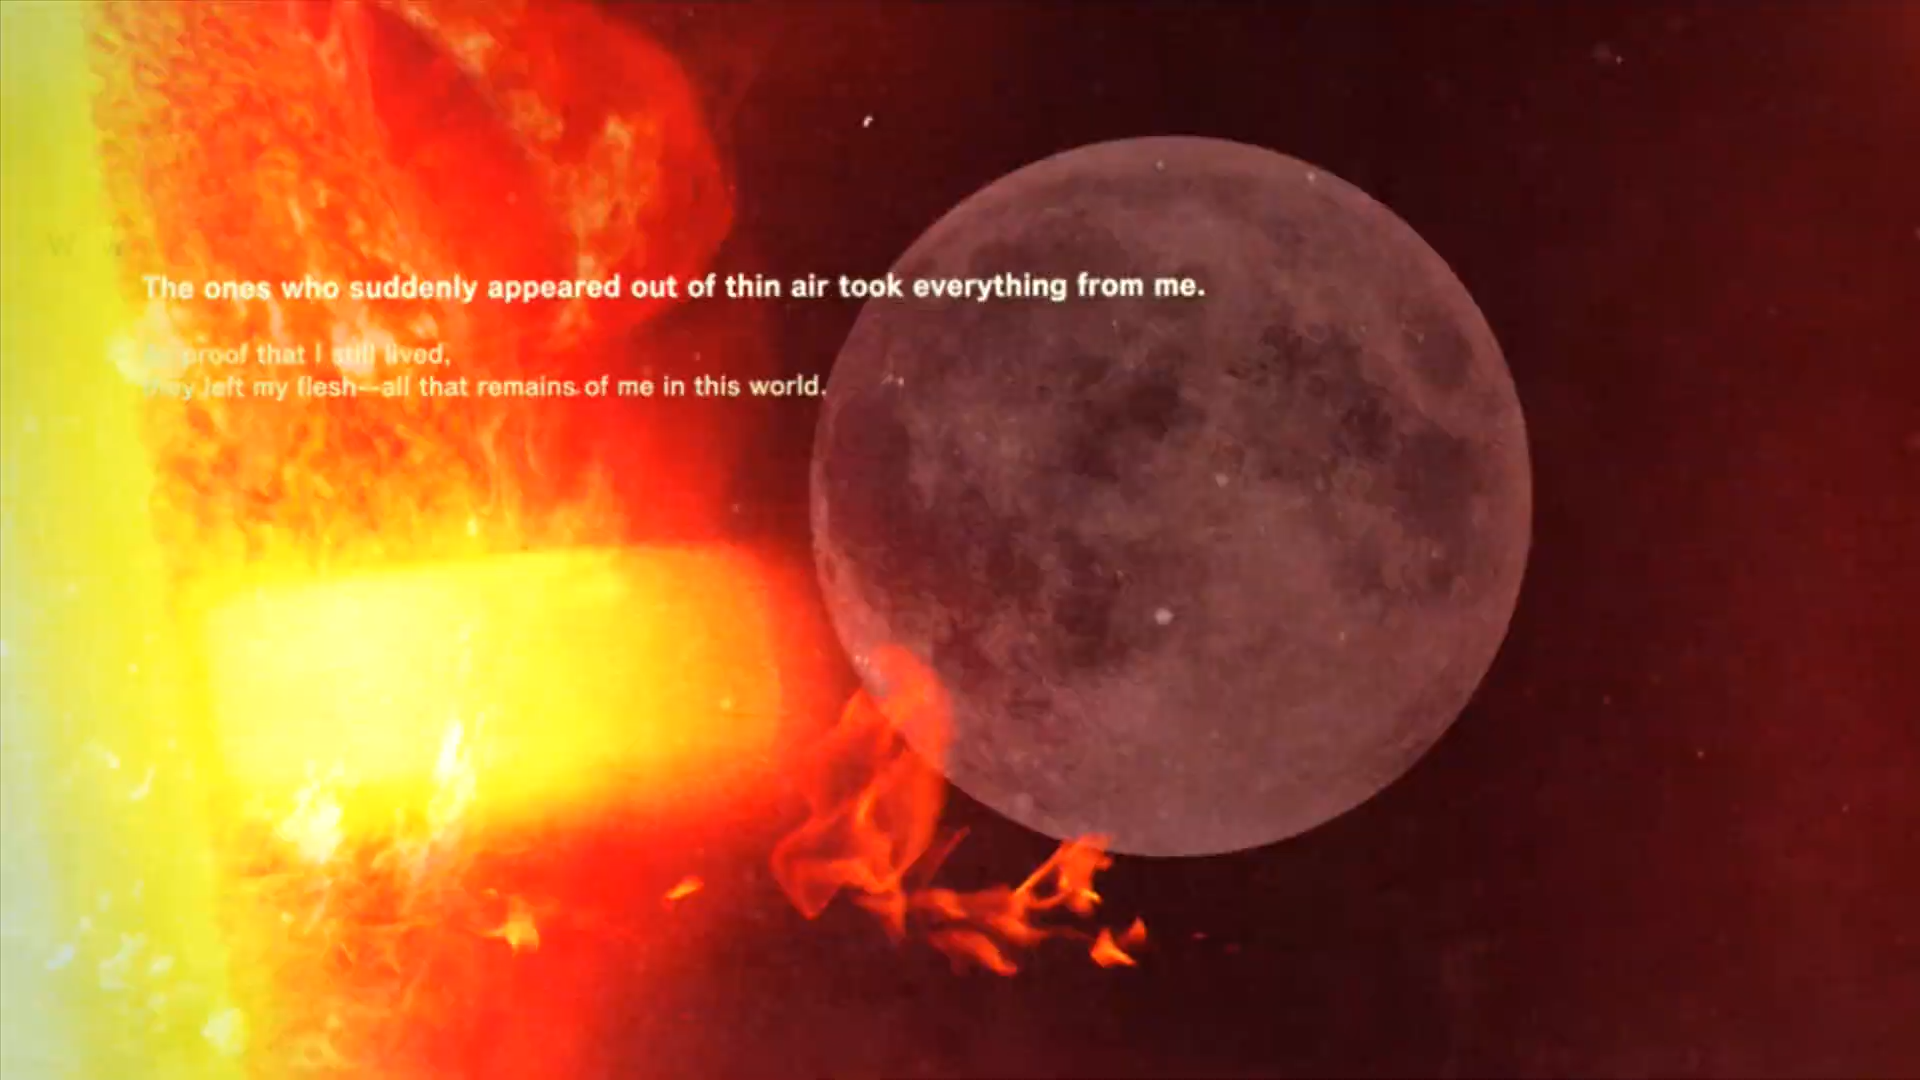 The ones who suddenly appeared out of thin air took everything from me.
proof that I still lived,
they left my flesh—all that remains of me in this world.